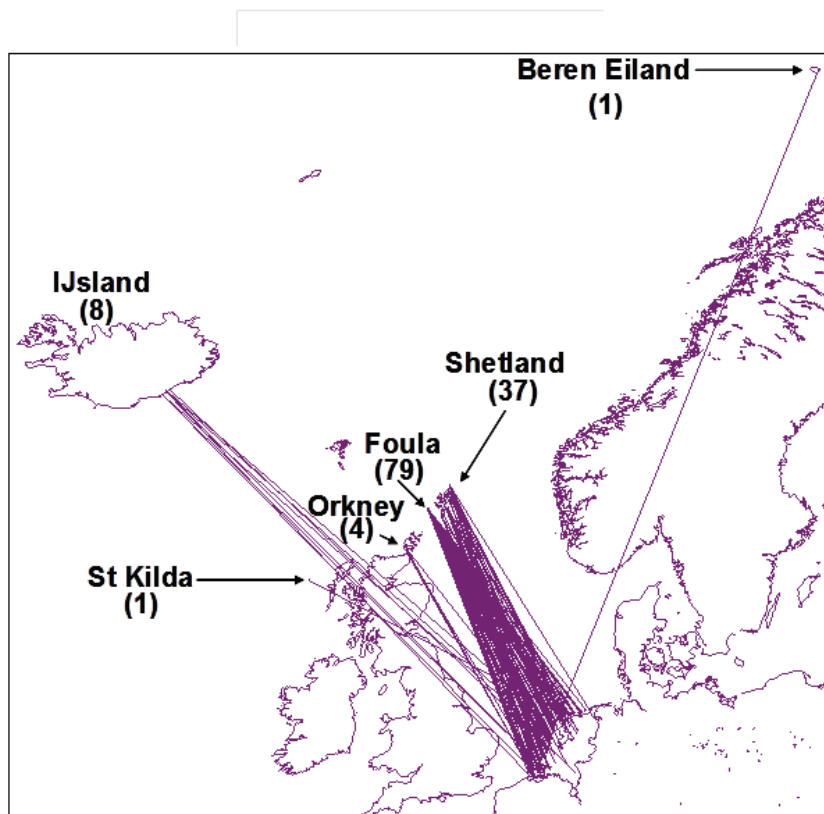 Beren Eiland
(1)
IJsland
(8)
Shetland
(37)
Foula
(79)
Orkney
(4)
St Kilda
(1)